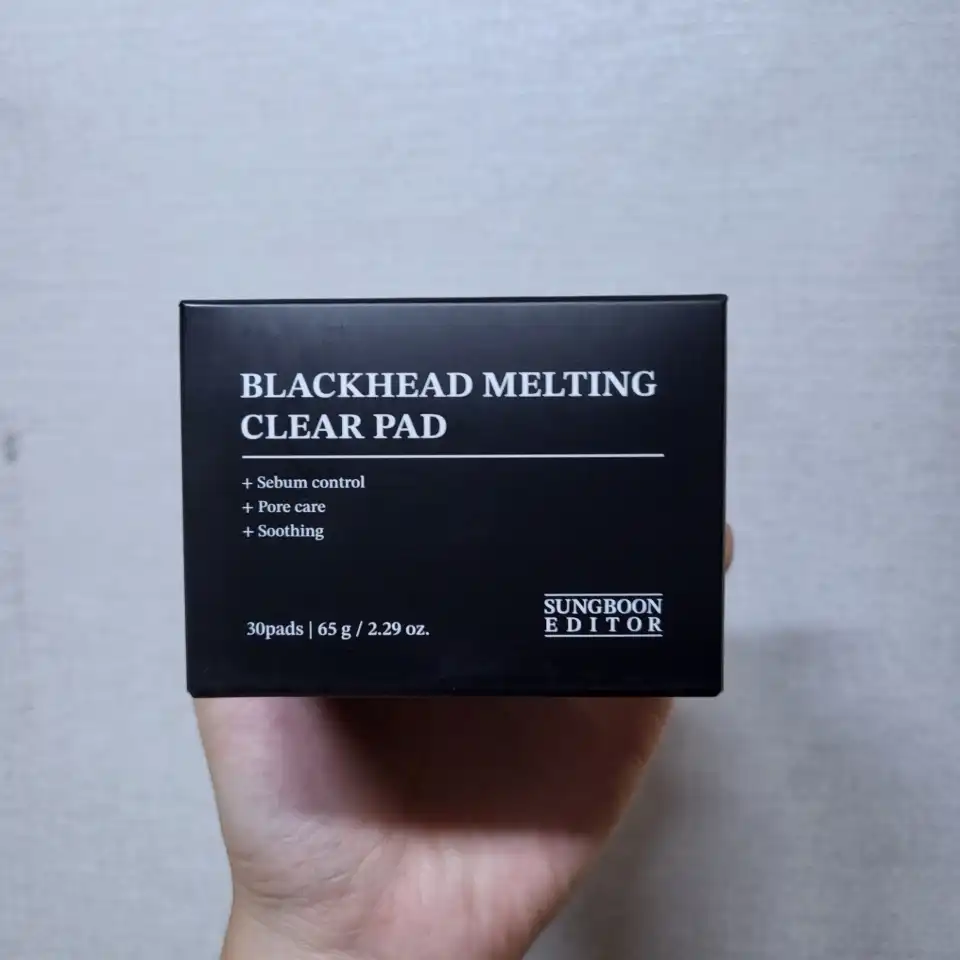 BLACKHEAD MELTING
CLEAR PAD
+ Sebum control
+ Pore care
+ Soothing
30pads | 65 g / 2.29 oz.
SUNGBOON
EDITOR